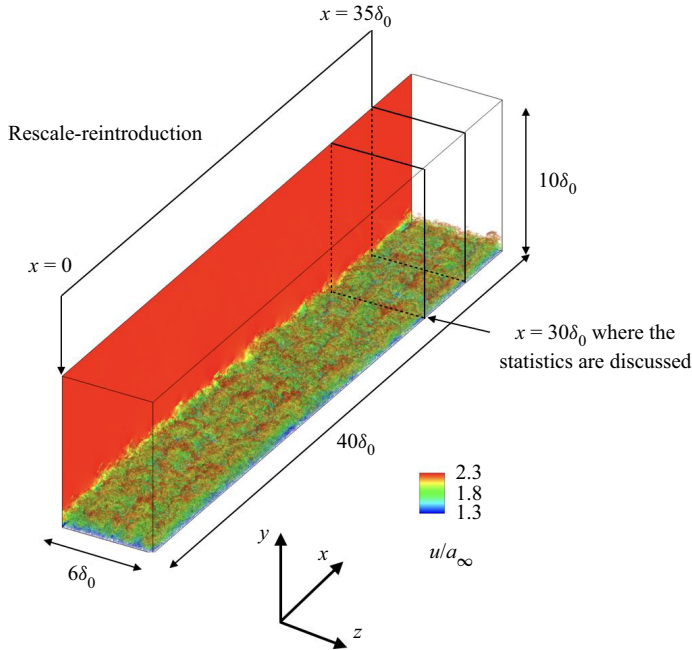 x = 35δ₀
Rescale-reintroduction
10δ₀
x = 0
x = 30δ₀ where the
statistics are discussed
40δ₀
2.3
1.8
1.3
y
x
u/a∞
6δ₀
z